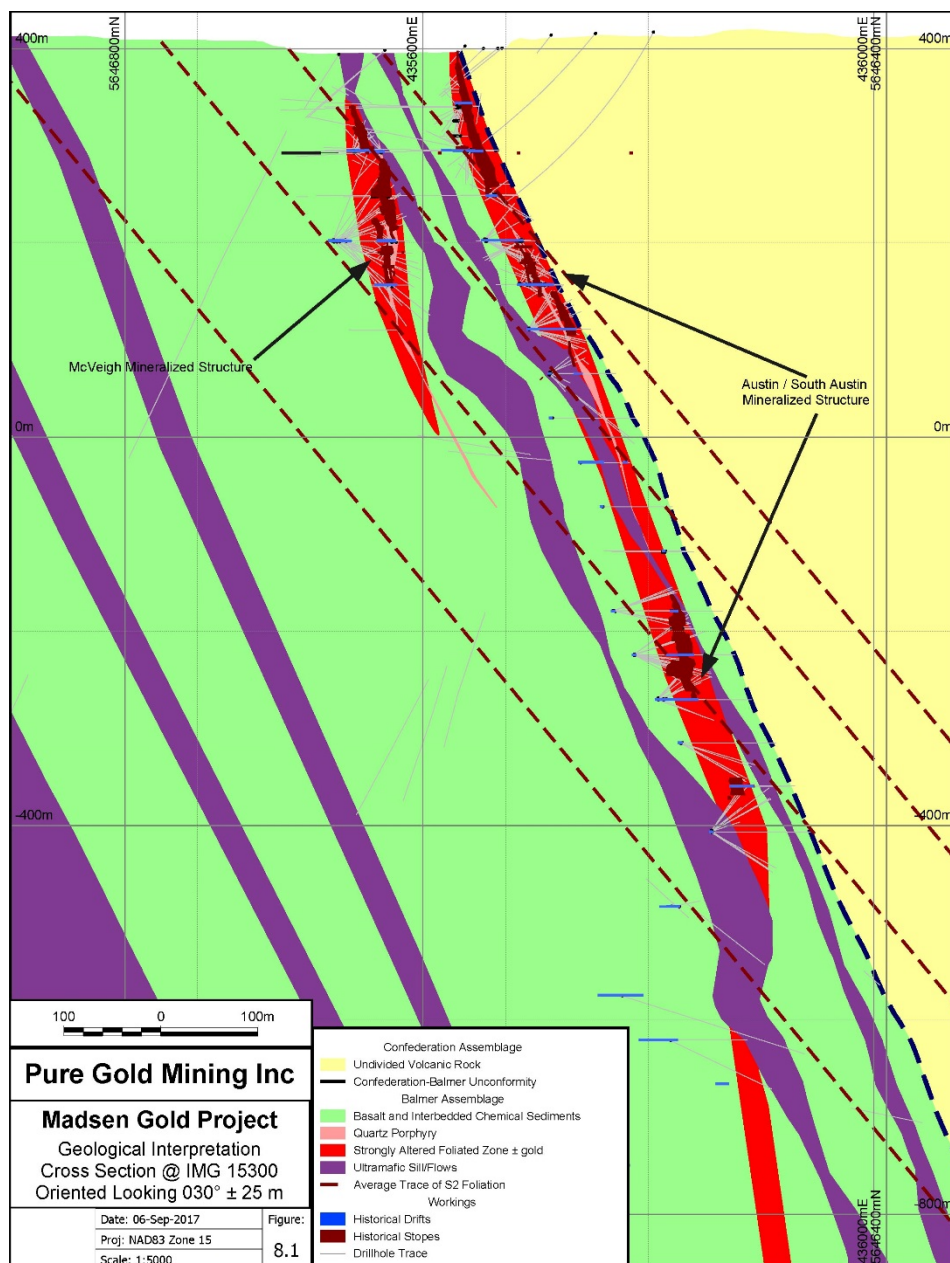 400m
5646800mN
435600mE
436000mE
5646400mN
400m
McVeigh Mineralized Structure
Austin / South Austin
Mineralized Structure
0m
0m
-400m
-400m
-800m
436000mE
5646400mN
100
0
100m
Pure Gold Mining Inc
Madsen Gold Project
Geological Interpretation
Cross Section @ IMG 15300
Oriented Looking 030° ± 25 m
Date: 06-Sep-2017
Proj: NAD83 Zone 15
Scale: 1:5000
Figure:
8.1
Confederation Assemblage
Undivided Volcanic Rock
Confederation-Balmer Unconformity
Balmer Assemblage
Basalt and Interbedded Chemical Sediments
Quartz Porphyry
Strongly Altered Foliated Zone ± gold
Ultramafic Sill/Flows
Average Trace of S2 Foliation
Workings
Historical Drifts
Historical Stopes
Drillhole Trace